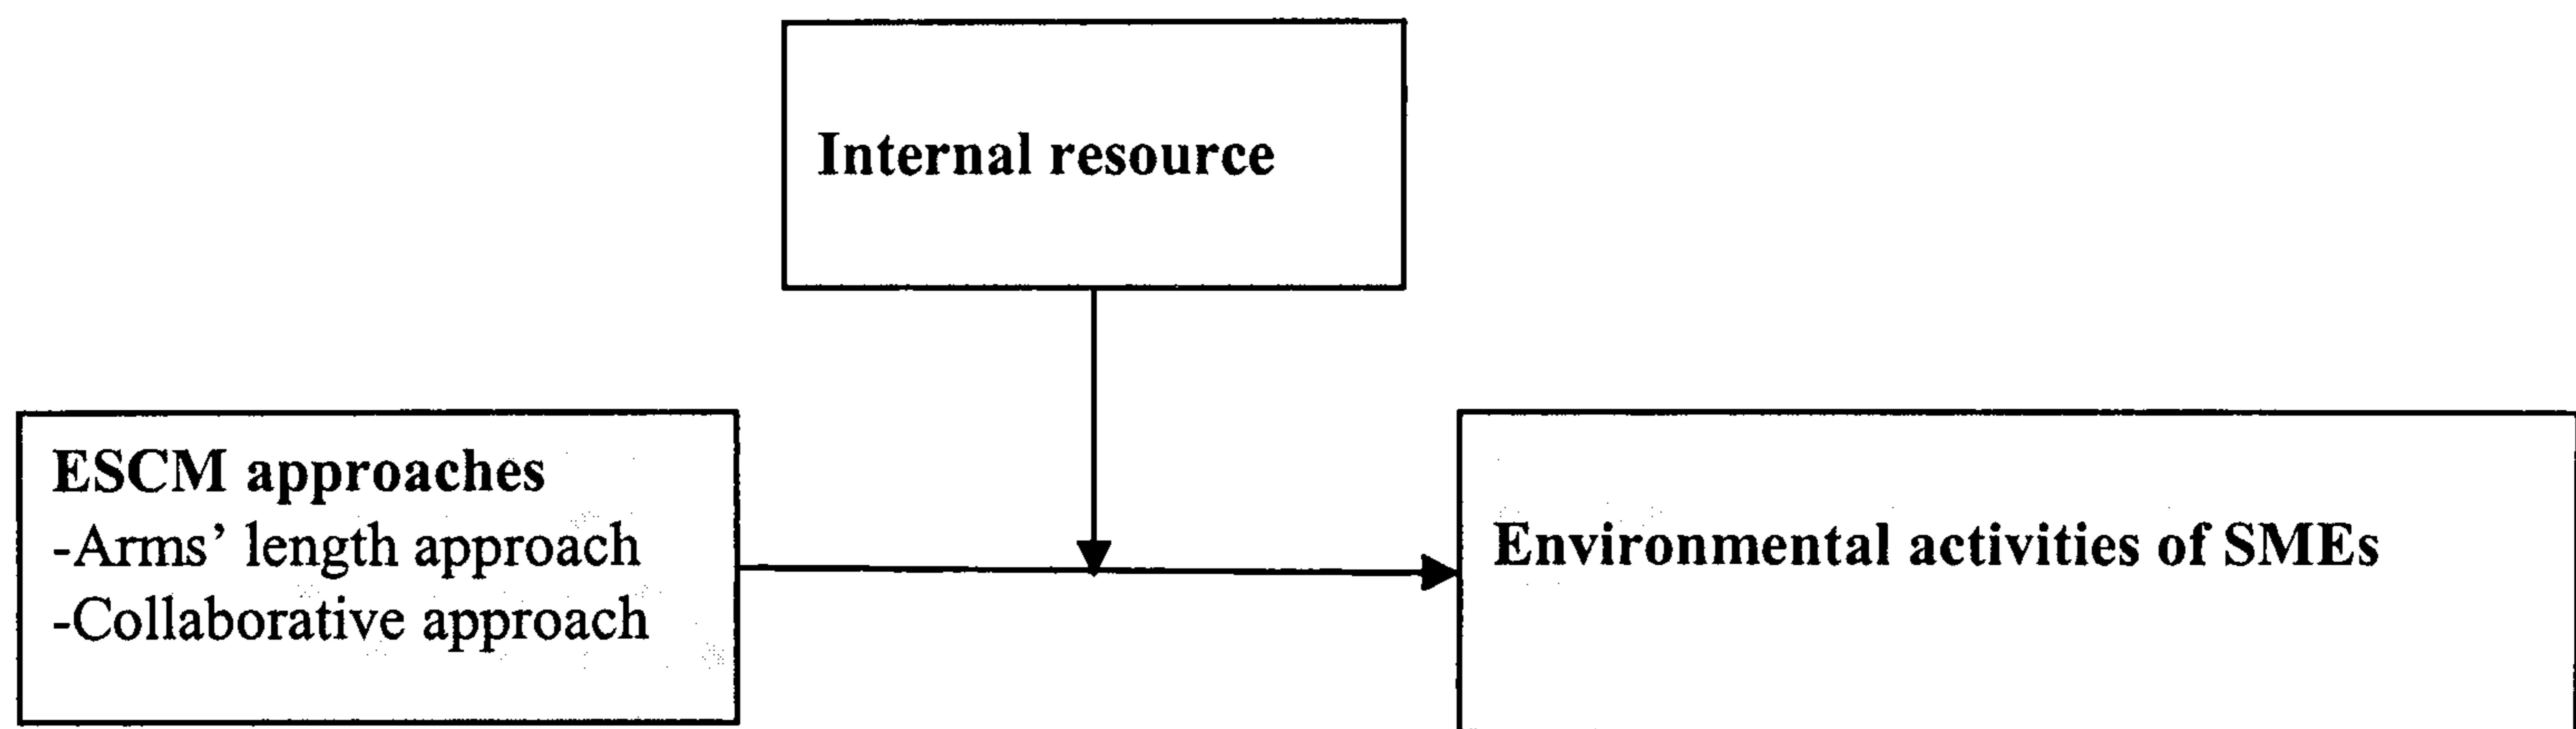 Internal resource
ESCM approaches
-Arms’ length approach
-Collaborative approach
Environmental activities of SMEs